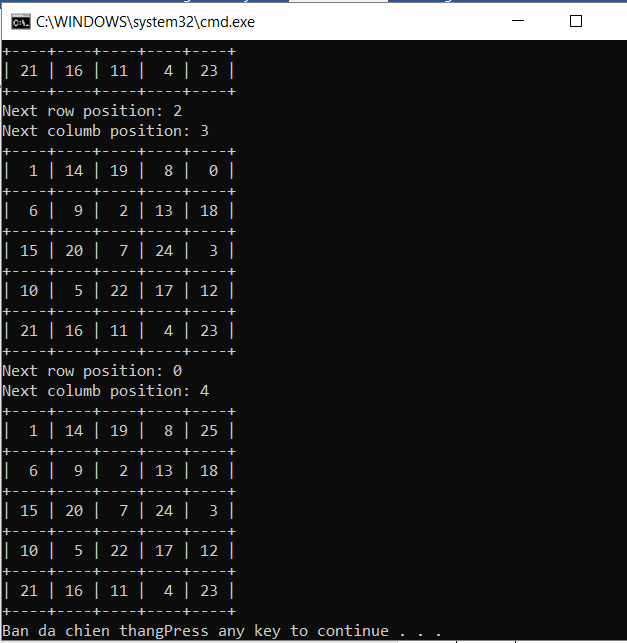 C:\WINDOWS\system32\cmd.exe
+----+----+----+----+----+
| 21 | 16 | 11 |  4 | 23 |
+----+----+----+----+----+
Next row position: 2
Next columb position: 3
+----+----+----+----+----+
|  1 | 14 | 19 |  8 |  0 |
+----+----+----+----+----+
|  6 |  9 |  2 | 13 | 18 |
+----+----+----+----+----+
| 15 | 20 |  7 | 24 |  3 |
+----+----+----+----+----+
| 10 |  5 | 22 | 17 | 12 |
+----+----+----+----+----+
| 21 | 16 | 11 |  4 | 23 |
+----+----+----+----+----+
Next row position: 0
Next columb position: 4
+----+----+----+----+----+
|  1 | 14 | 19 |  8 | 25 |
+----+----+----+----+----+
|  6 |  9 |  2 | 13 | 18 |
+----+----+----+----+----+
| 15 | 20 |  7 | 24 |  3 |
+----+----+----+----+----+
| 10 |  5 | 22 | 17 | 12 |
+----+----+----+----+----+
| 21 | 16 | 11 |  4 | 23 |
+----+----+----+----+----+
Ban da chien thangPress any key to continue . . .